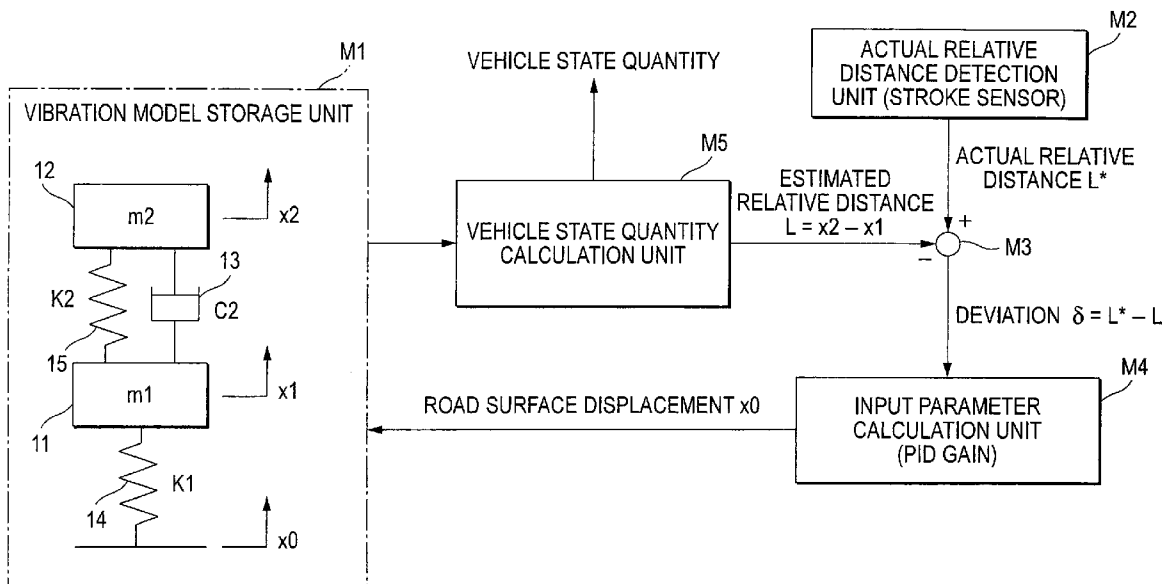 M1
VIBRATION MODEL STORAGE UNIT
12
m2
x2
13
K2
C2
15
m1
x1
11
K1
14
x0
VEHICLE STATE QUANTITY
M5
VEHICLE STATE QUANTITY
CALCULATION UNIT
M2
ACTUAL RELATIVE
DISTANCE DETECTION
UNIT (STROKE SENSOR)
ACTUAL RELATIVE
DISTANCE L*
ESTIMATED
RELATIVE DISTANCE
L = x2 – x1
+
–
M3
DEVIATION δ = L* – L
M4
INPUT PARAMETER
CALCULATION UNIT
(PID GAIN)
ROAD SURFACE DISPLACEMENT x0